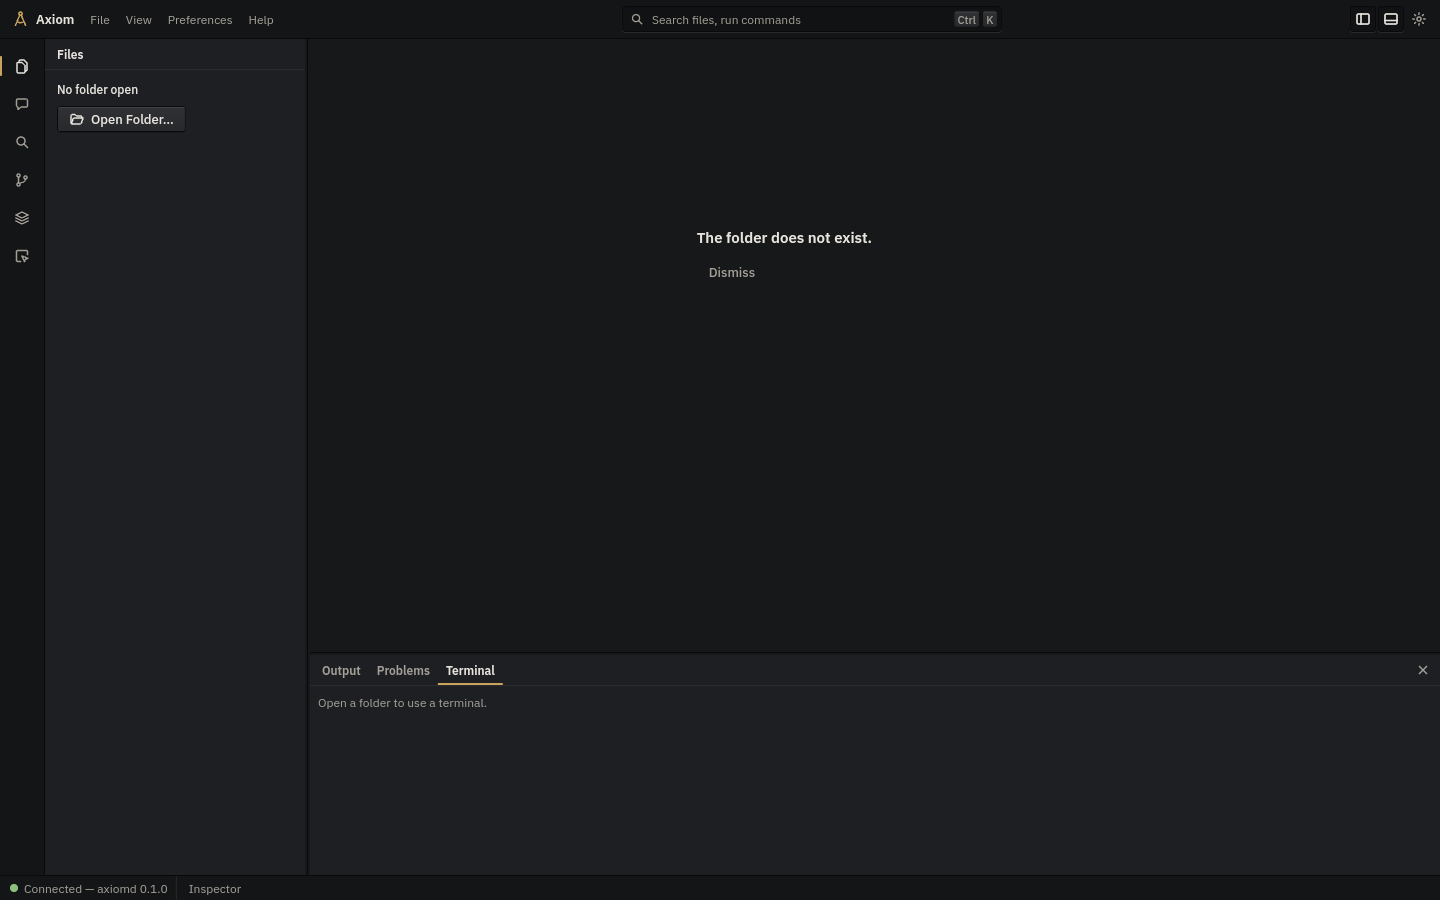 Axiom File View Preferences Help
Search files, run commands Ctrl K
Files
No folder open
Open Folder...
The folder does not exist.
Dismiss
Output Problems Terminal
Open a folder to use a terminal.
Connected — axiomd 0.1.0 Inspector